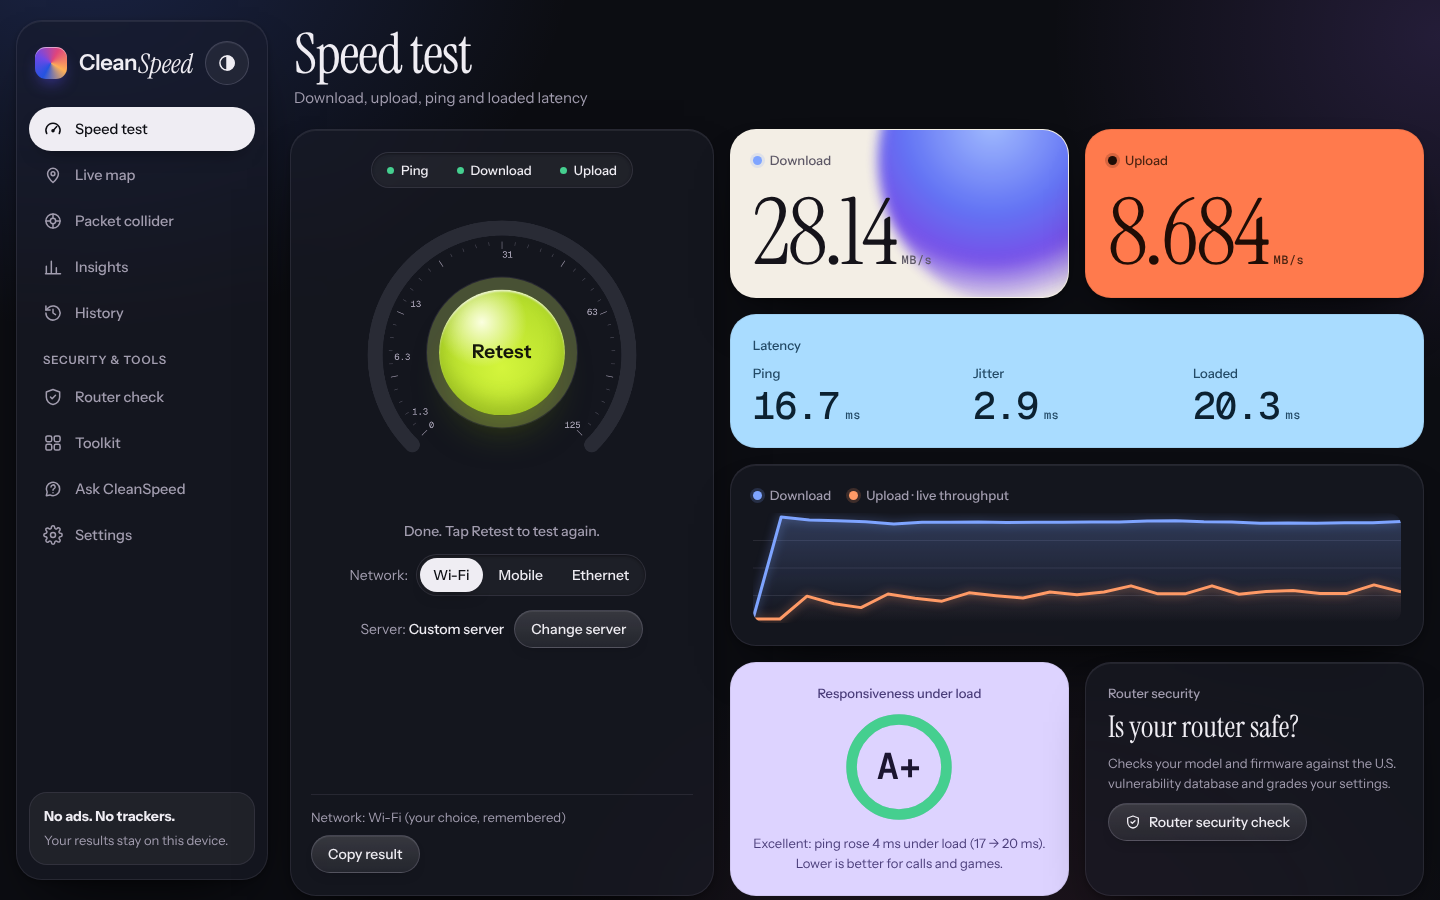 CleanSpeed
Speed test
Live map
Packet collider
Insights
History
SECURITY & TOOLS
Router check
Toolkit
Ask CleanSpeed
Settings
No ads. No trackers.
Your results stay on this device.
Speed test
Download, upload, ping and loaded latency
Ping Download Upload
31
13
63
6.3
1.3
0
125
Retest
Done. Tap Retest to test again.
Network: Wi-Fi Mobile Ethernet
Server: Custom server Change server
Network: Wi-Fi (your choice, remembered)
Copy result
Download
28.14 MB/s
Upload
8.684 MB/s
Latency
Ping Jitter Loaded
16.7 ms 2.9 ms 20.3 ms
Download Upload · live throughput
Responsiveness under load
A+
Excellent: ping rose 4 ms under load (17 → 20 ms).
Lower is better for calls and games.
Router security
Is your router safe?
Checks your model and firmware against the U.S.
vulnerability database and grades your settings.
Router security check